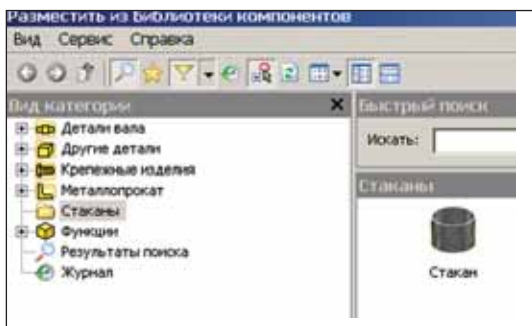 Разместить из Библиотеки компонентов
Вид Сервис Справка
Вид категории
Детали вала
Другие детали
Крепежные изделия
Металлопрокат
Стаканы
Функции
Результаты поиска
Журнал
Быстрый поиск
Искать:
Стаканы
Стакан